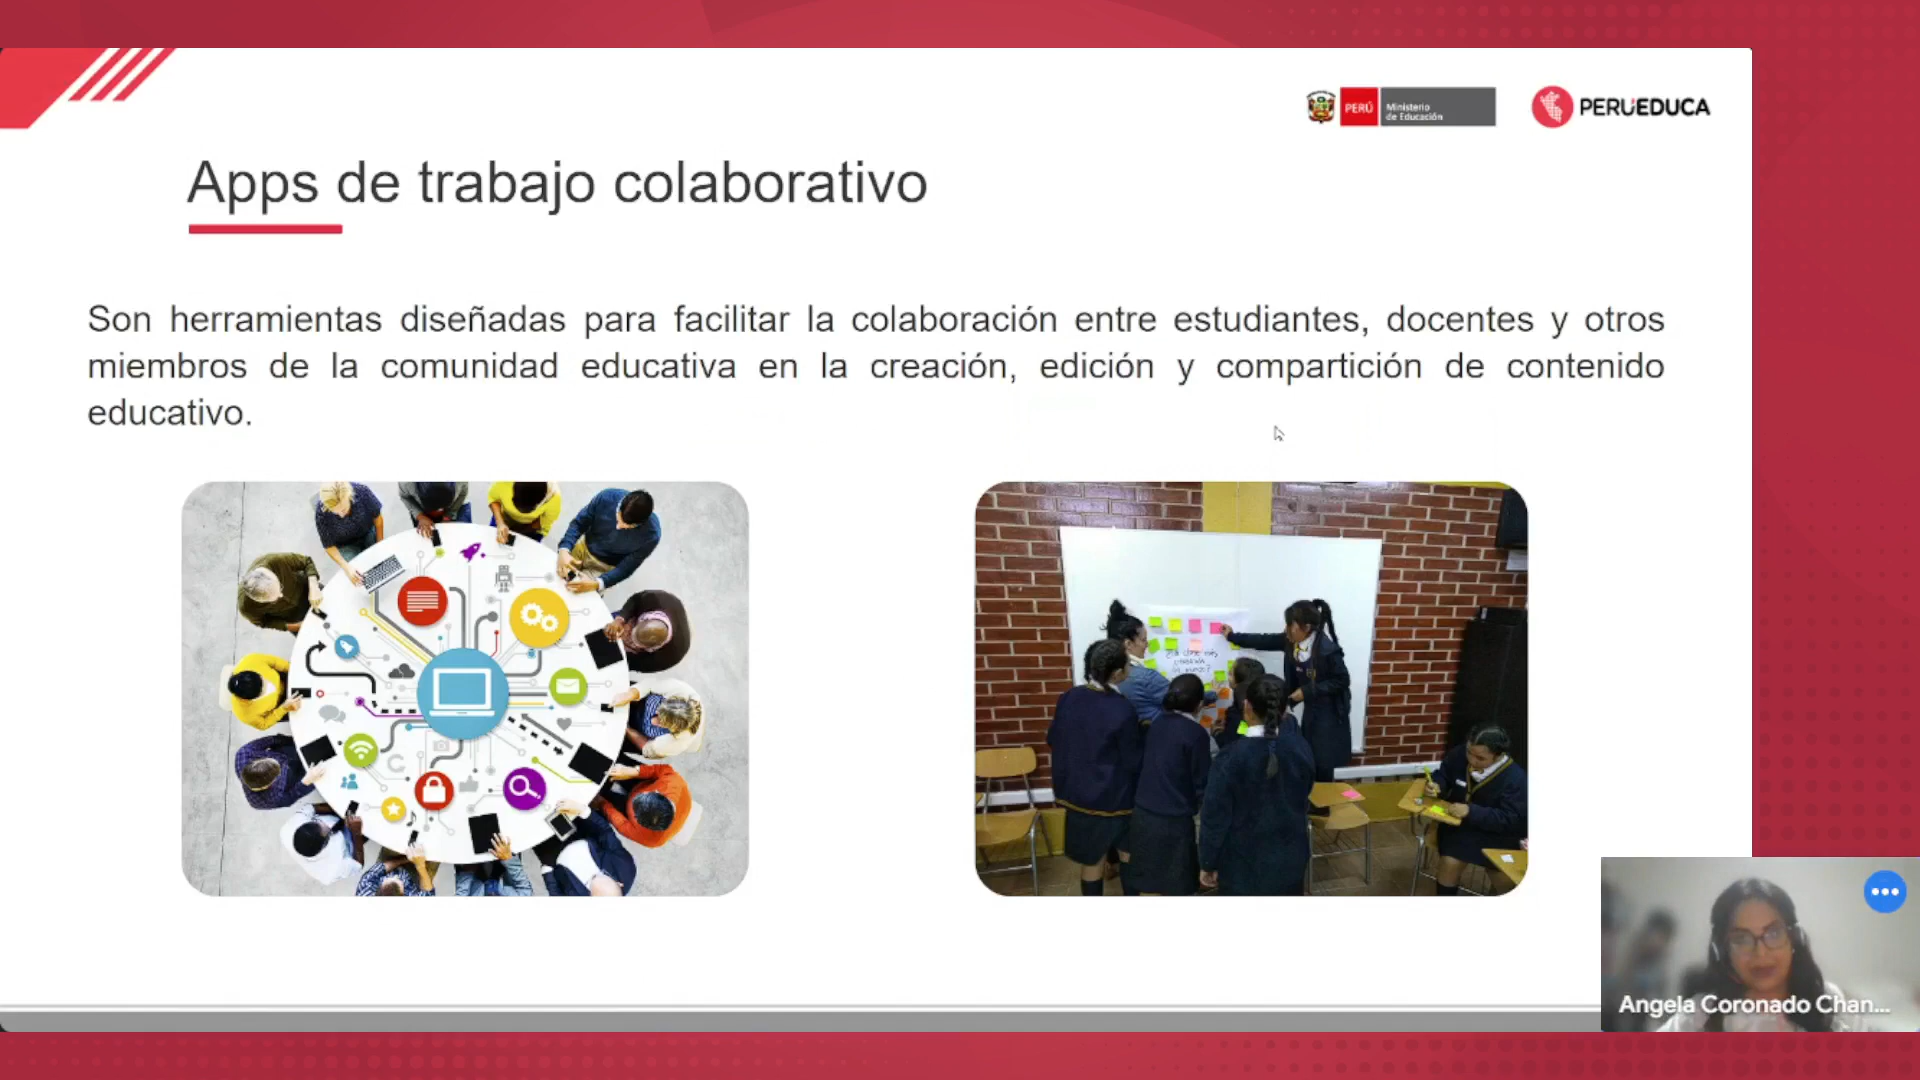 PERÚ
Ministerio
de Educación
PERÚEDUCA
Apps de trabajo colaborativo
Son herramientas diseñadas para facilitar la colaboración entre estudiantes, docentes y otros
miembros de la comunidad educativa en la creación, edición y compartición de contenido
educativo.
Angela Coronado Chan...